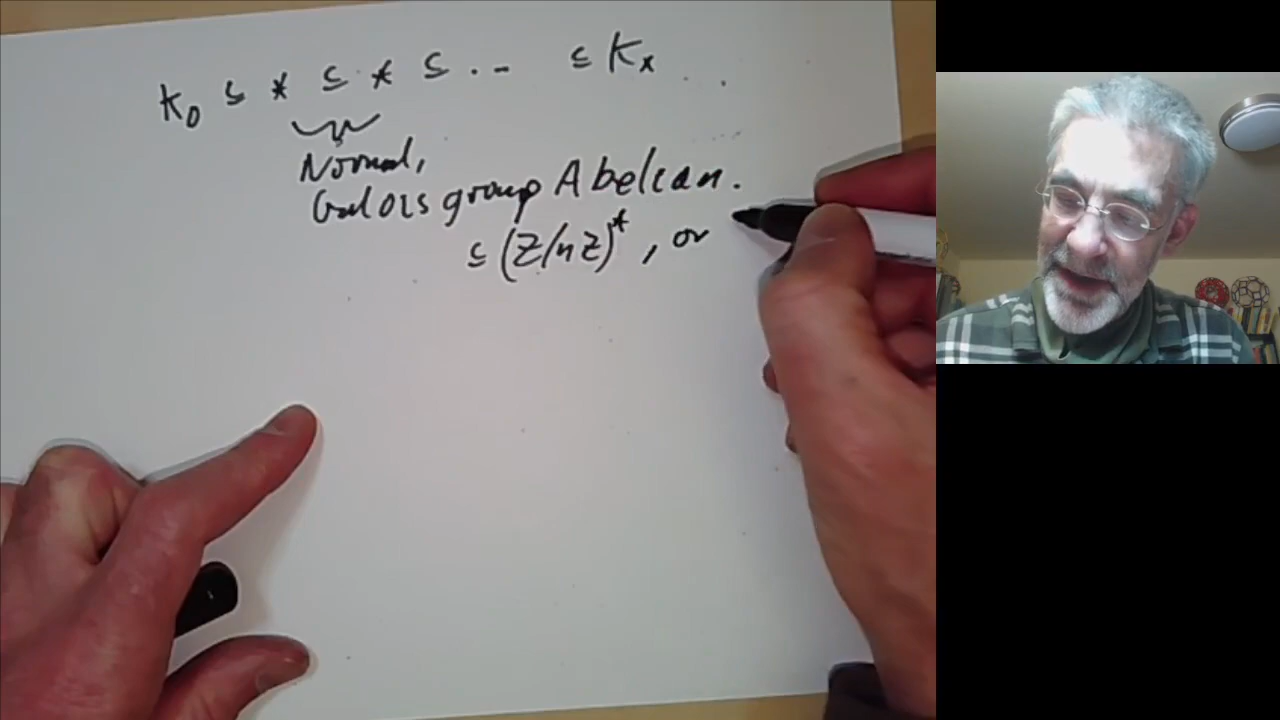 K₀ ⊆ * ⊆ * ⊆ . . . ⊆ Kₓ
Normal,
Galois group Abelian.
⊆ (Z/nZ)*, or